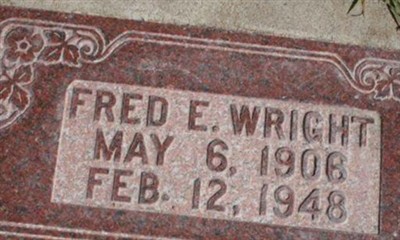 FRED E. WRIGHT
MAY 6, 1906
FEB. 12, 1948